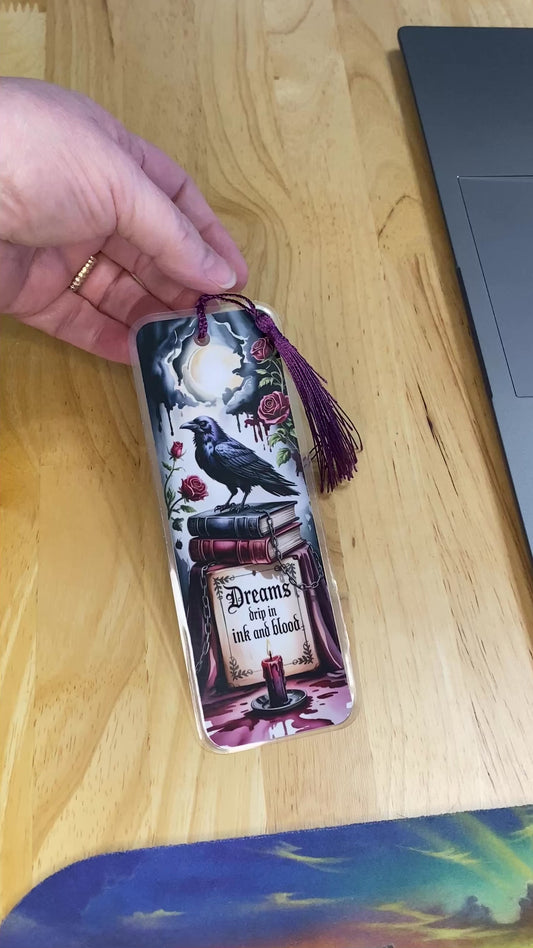 Dreams
drip in
ink and blood.